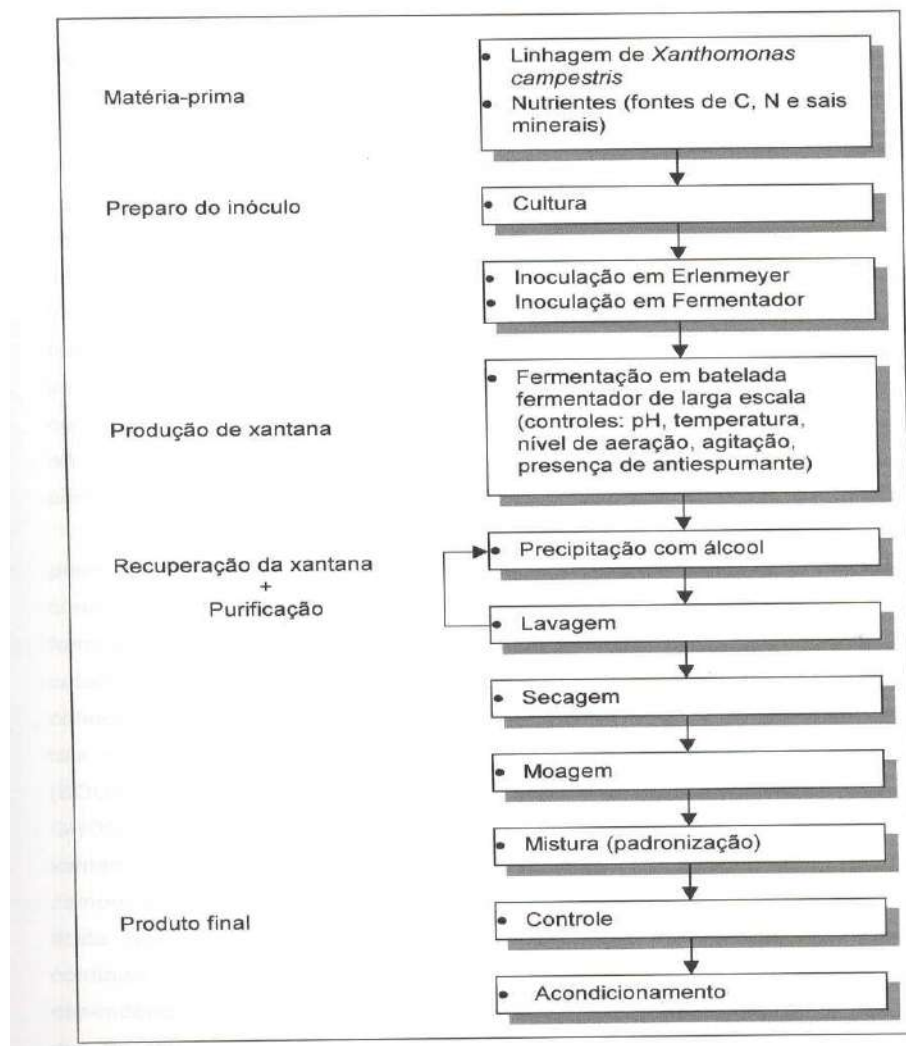 Matéria-prima
• Linhagem de Xanthomonas
campestris
• Nutrientes (fontes de C, N e sais
minerais)
Preparo do inóculo
• Cultura
• Inoculação em Erlenmeyer
• Inoculação em Fermentador
Produção de xantana
• Fermentação em batelada
fermentador de larga escala
(controles: pH, temperatura,
nível de aeração, agitação,
presença de antiespumante)
Recuperação da xantana
+
Purificação
• Precipitação com álcool
• Lavagem
• Secagem
• Moagem
• Mistura (padronização)
Produto final
• Controle
• Acondicionamento